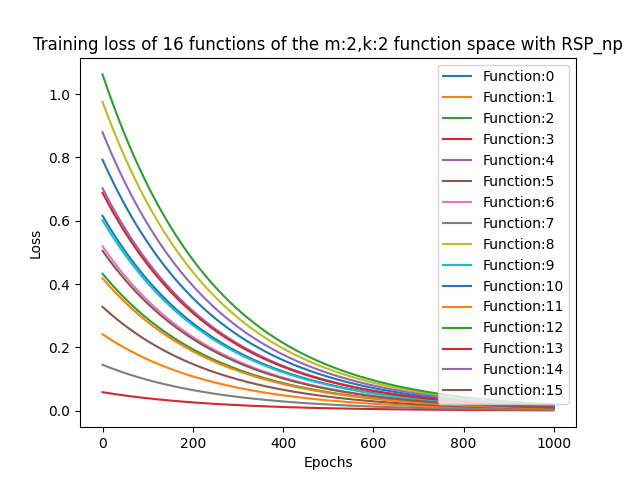 Training loss of 16 functions of the m:2,k:2 function space with RSP_np
Function:0
Function:1
Function:2
Function:3
Function:4
Function:5
Function:6
Function:7
Function:8
Function:9
Function:10
Function:11
Function:12
Function:13
Function:14
Function:15
1.0
0.8
0.6
0.4
0.2
0.0
Loss
0 200 400 600 800 1000
Epochs